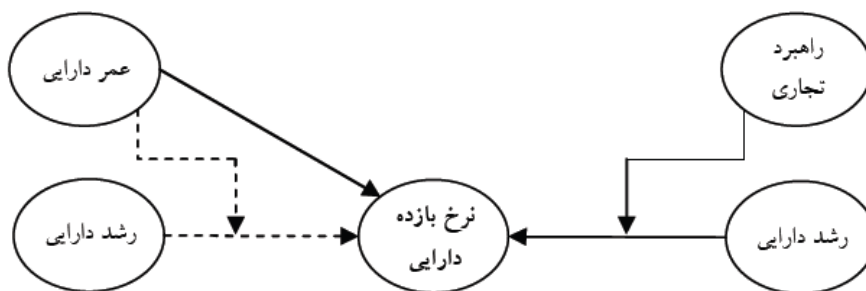 راهبرد
تجاری
عمر دارایی
رشد دارایی
نرخ بازده
دارایی
رشد دارایی